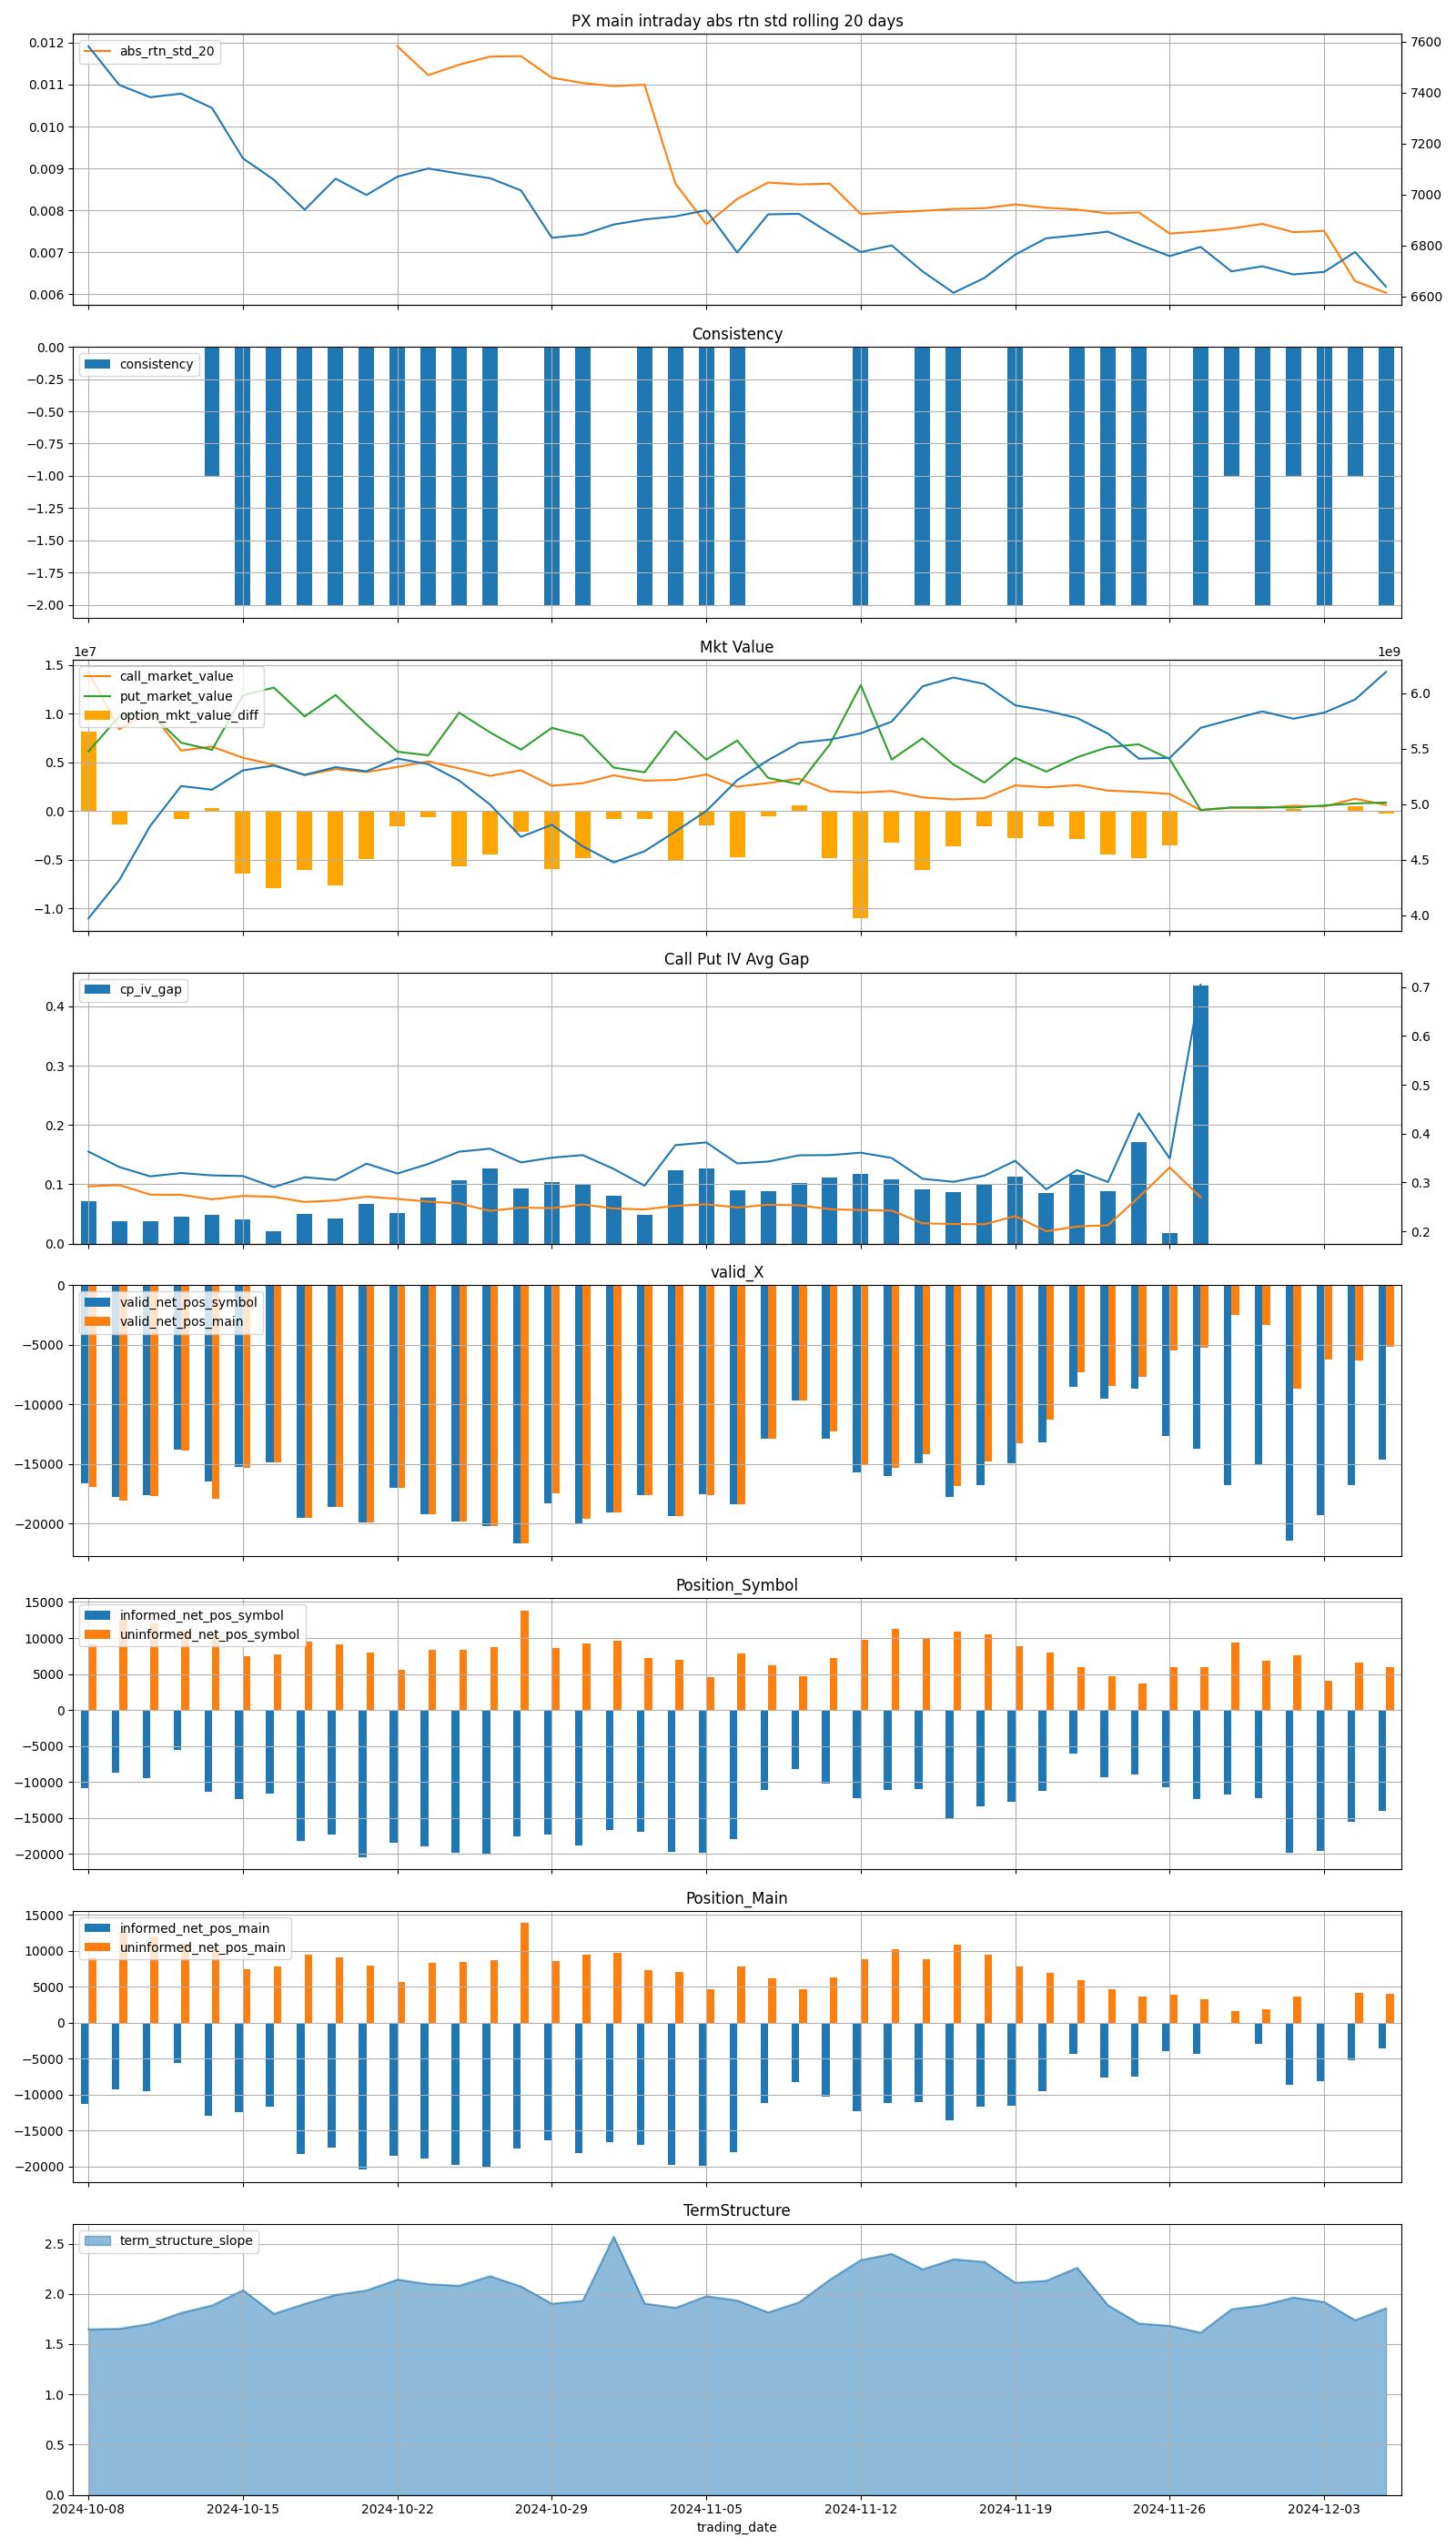 PX main intraday abs rtn std rolling 20 days
abs_rtn_std_20
0.012
0.011
0.010
0.009
0.008
0.007
0.006
7600
7400
7200
7000
6800
6600
Consistency
consistency
0.00
−0.25
−0.50
−0.75
−1.00
−1.25
−1.50
−1.75
−2.00
Mkt Value
1e7
1e9
call_market_value
put_market_value
option_mkt_value_diff
1.5
1.0
0.5
0.0
−0.5
−1.0
6.0
5.5
5.0
4.5
4.0
Call Put IV Avg Gap
cp_iv_gap
0.4
0.3
0.2
0.1
0.0
0.7
0.6
0.5
0.4
0.3
0.2
valid_X
valid_net_pos_symbol
valid_net_pos_main
0
−5000
−10000
−15000
−20000
Position_Symbol
informed_net_pos_symbol
uninformed_net_pos_symbol
15000
10000
5000
0
−5000
−10000
−15000
−20000
Position_Main
informed_net_pos_main
uninformed_net_pos_main
15000
10000
5000
0
−5000
−10000
−15000
−20000
TermStructure
term_structure_slope
2.5
2.0
1.5
1.0
0.5
0.0
2024-10-08 2024-10-15 2024-10-22 2024-10-29 2024-11-05 2024-11-12 2024-11-19 2024-11-26 2024-12-03
trading_date